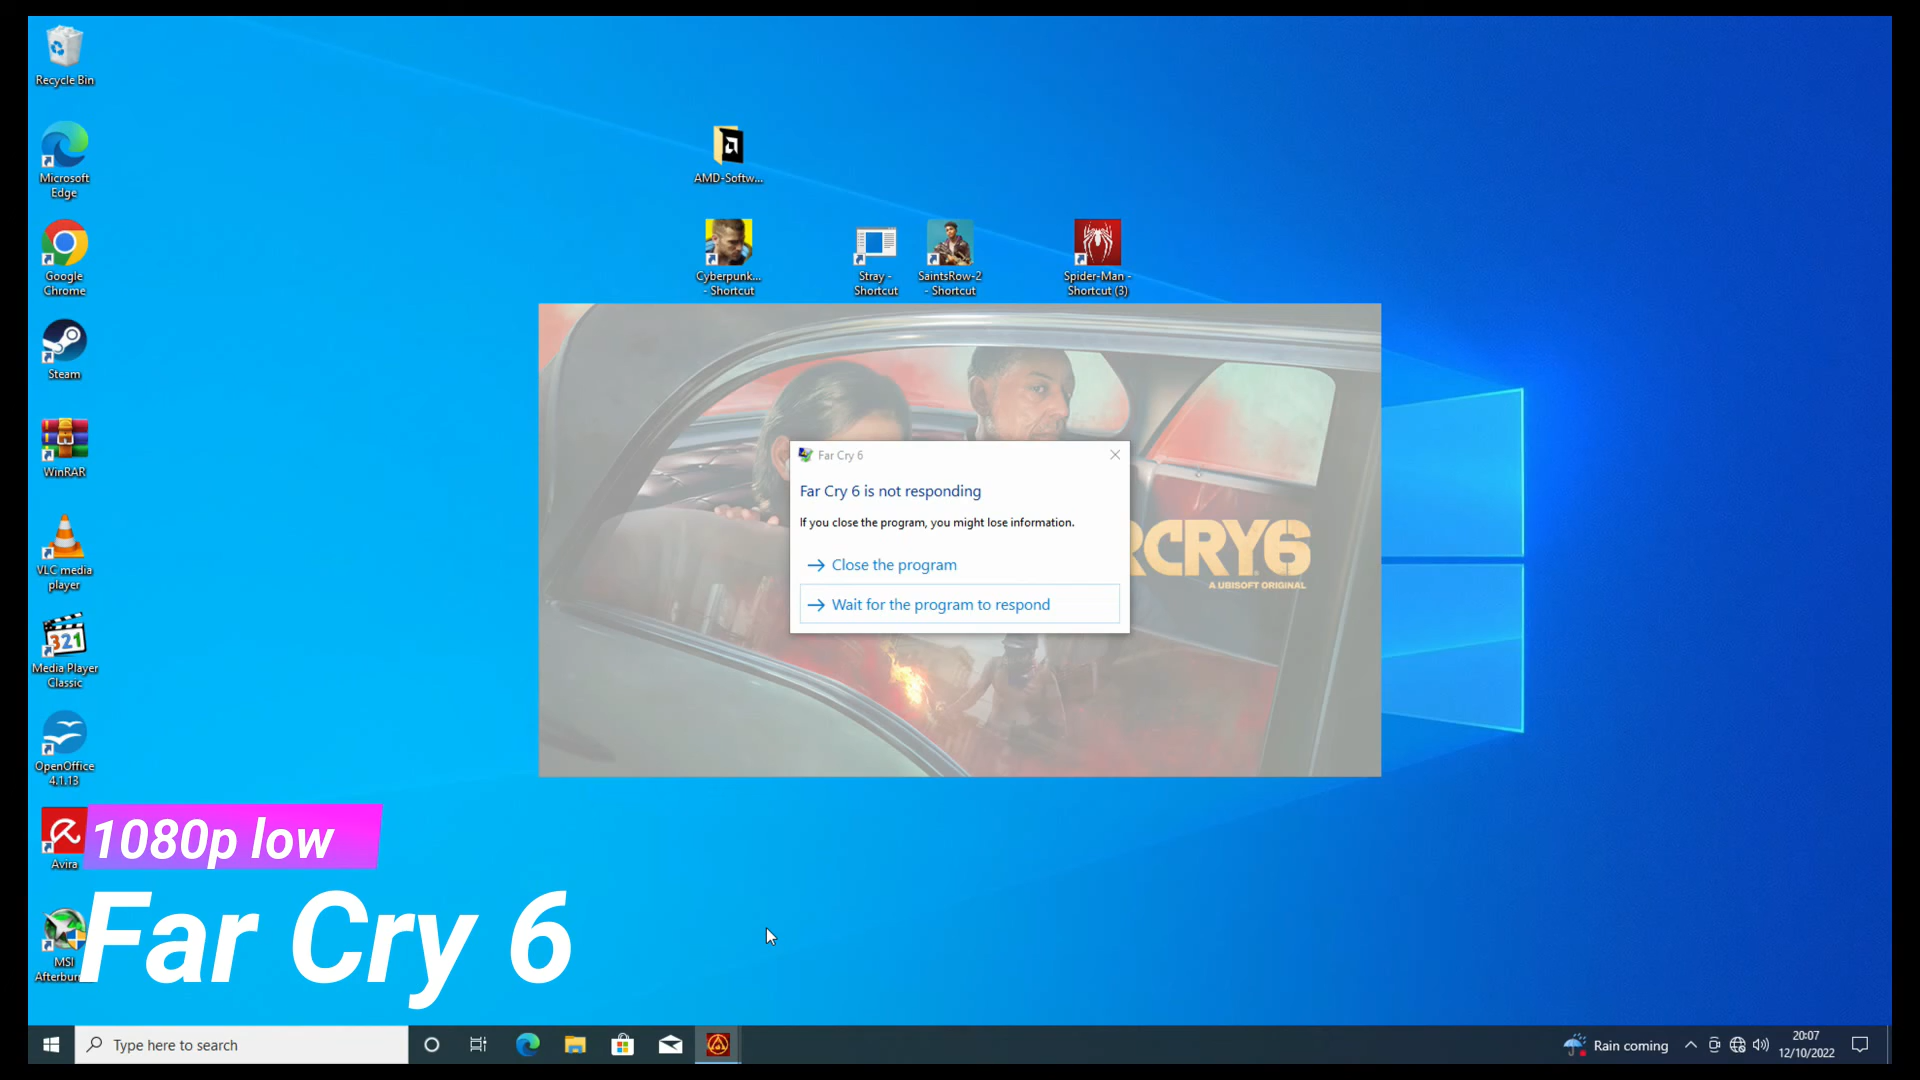 Recycle Bin
Microsoft
Edge
Google
Chrome
Steam
WinRAR
VLC media
player
Media Player
Classic
OpenOffice
4.1.13
Avira
MSI
AMD-Softw...
Cyberpunk...
- Shortcut
Stray -
Shortcut
SaintsRow-2
- Shortcut
Spider-Man -
Shortcut (3)
Far Cry 6
Far Cry 6 is not responding
If you close the program, you might lose information.
Close the program
Wait for the program to respond
RCRY6
A UBISOFT ORIGINAL
321
1080p low
Far Cry 6
Type here to search
Rain coming
20:07
12/10/2022